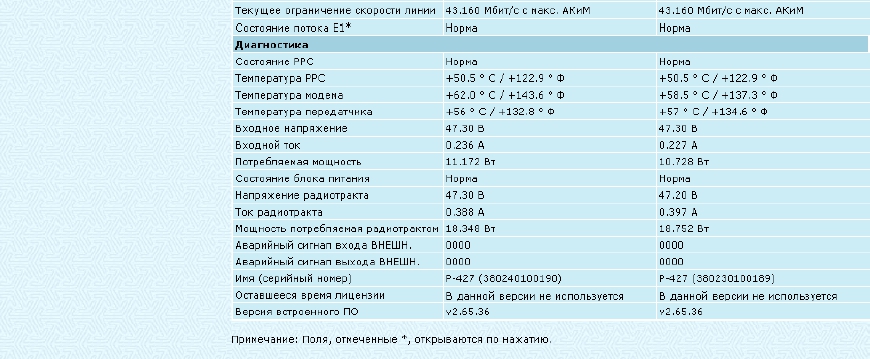 Текущее ограничение скорости линии 43.160 Мбит/с с макс. АКиМ 43.160 Мбит/с с макс. АКиМ
Состояние потока E1* Норма Норма
Диагностика
Состояние РРС Норма Норма
Температура РРС +50.5 ° C / +122.9 ° Ф +50.5 ° C / +122.9 ° Ф
Температура модема +62.0 ° C / +143.6 ° Ф +58.5 ° C / +137.3 ° Ф
Температура передатчика +56 ° C / +132.8 ° Ф +57 ° C / +134.6 ° Ф
Входное напряжение 47.30 В 47.30 В
Входной ток 0.236 А 0.227 А
Потребляемая мощность 11.172 Вт 10.728 Вт
Состояние блока питания Норма Норма
Напряжение радиотракта 47.30 В 47.20 В
Ток радиотракта 0.388 А 0.397 А
Мощность потребляемая радиотрактом 18.348 Вт 18.752 Вт
Аварийный сигнал входа ВНЕШН. 0000 0000
Аварийный сигнал выхода ВНЕШН. 0000 0000
Имя (серийный номер) Р-427 (380240100190) Р-427 (380230100189)
Оставшееся время лицензии В данной версии не используется В данной версии не используется
Версия встроенного ПО v2.65.36 v2.65.36
Примечание: Поля, отмеченные *, открываются по нажатию.